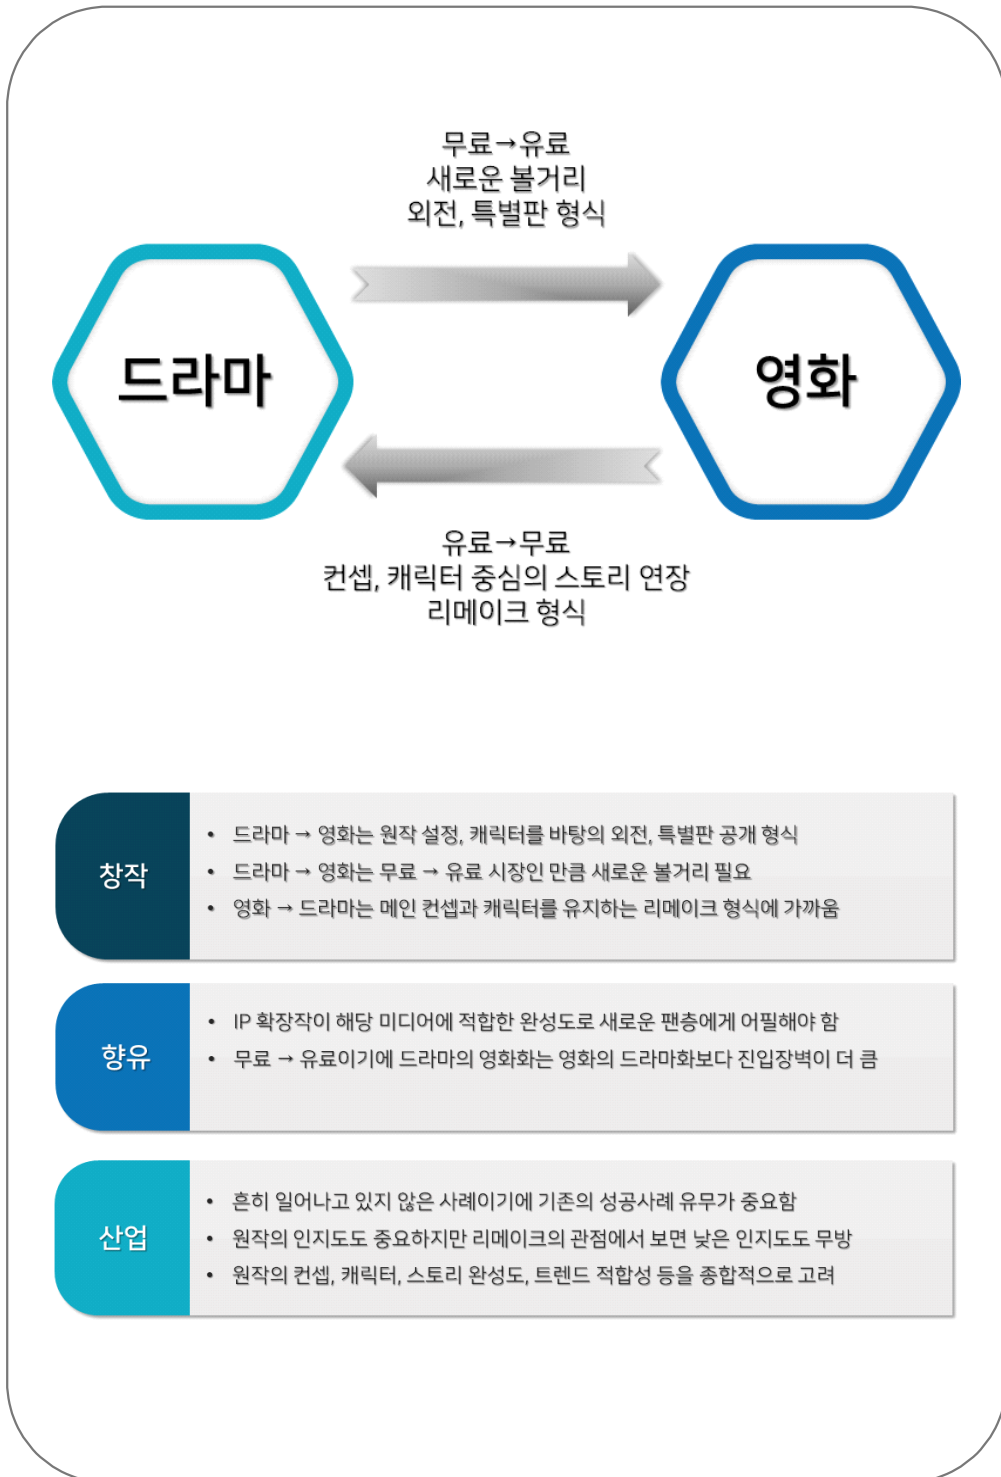 무료→유료
새로운 볼거리
외전, 특별판 형식
드라마
영화
유료→무료
컨셉, 캐릭터 중심의 스토리 연장
리메이크 형식
창작
• 드라마 → 영화는 원작 설정, 캐릭터를 바탕의 외전, 특별판 공개 형식
• 드라마 → 영화는 무료 → 유료 시장인 만큼 새로운 볼거리 필요
• 영화 → 드라마는 메인 컨셉과 캐릭터를 유지하는 리메이크 형식에 가까움
향유
• IP 확장작이 해당 미디어에 적합한 완성도로 새로운 팬층에게 어필해야 함
• 무료 → 유료이기에 드라마의 영화화는 영화의 드라마화보다 진입장벽이 더 큼
산업
• 흔히 일어나고 있지 않은 사례이기에 기존의 성공사례 유무가 중요함
• 원작의 인지도도 중요하지만 리메이크의 관점에서 보면 낮은 인지도도 무방
• 원작의 컨셉, 캐릭터, 스토리 완성도, 트렌드 적합성 등을 종합적으로 고려